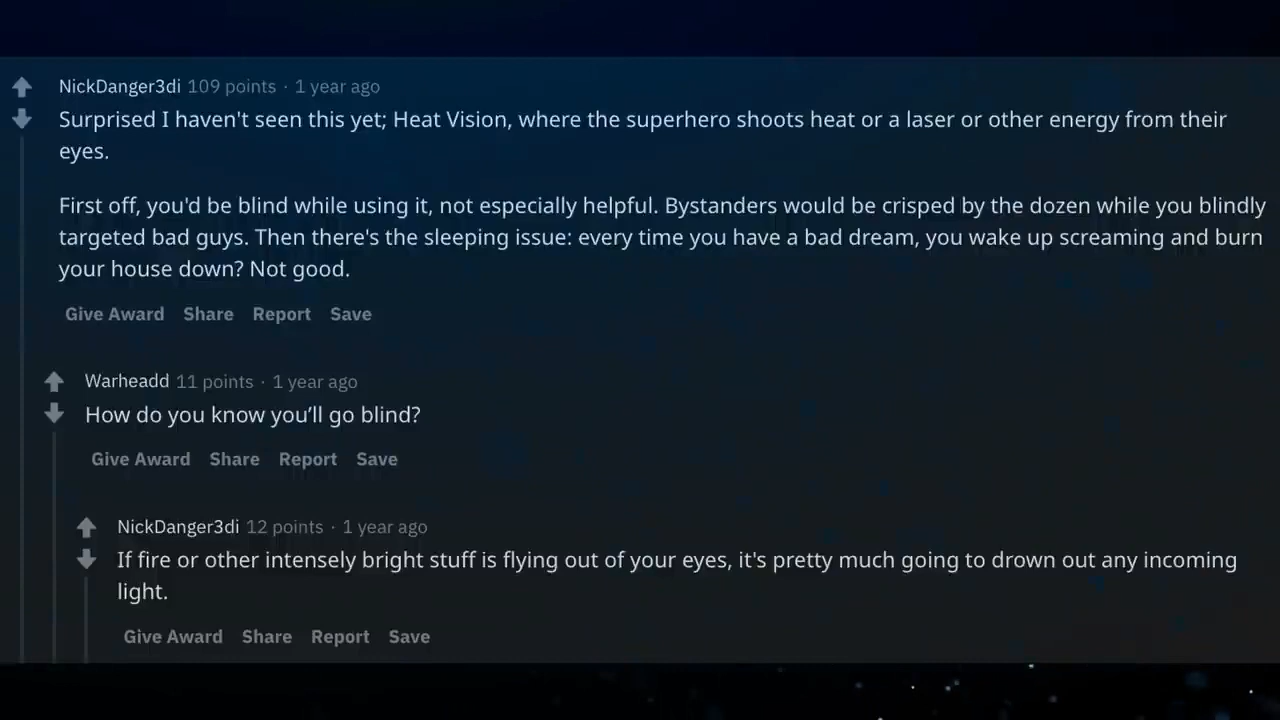 NickDanger3di 109 points · 1 year ago
Surprised I haven't seen this yet; Heat Vision, where the superhero shoots heat or a laser or other energy from their
eyes.
First off, you'd be blind while using it, not especially helpful. Bystanders would be crisped by the dozen while you blindly
targeted bad guys. Then there's the sleeping issue: every time you have a bad dream, you wake up screaming and burn
your house down? Not good.
Give Award Share Report Save
Warheadd 11 points · 1 year ago
How do you know you’ll go blind?
Give Award Share Report Save
NickDanger3di 12 points · 1 year ago
If fire or other intensely bright stuff is flying out of your eyes, it's pretty much going to drown out any incoming
light.
Give Award Share Report Save